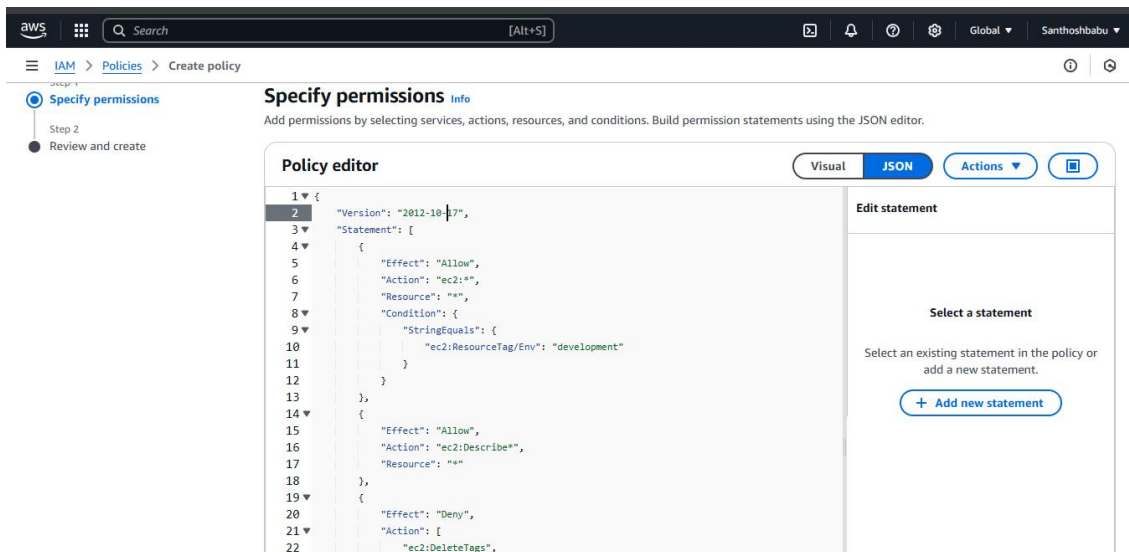 aws Search [Alt+S] Global Santhoshbabu
IAM > Policies > Create policy
Step 1
Specify permissions
Step 2
Review and create
Specify permissions Info
Add permissions by selecting services, actions, resources, and conditions. Build permission statements using the JSON editor.
Policy editor
Visual JSON Actions
1 {
2 "Version": "2012-10-17",
3 "Statement": [
4 {
5 "Effect": "Allow",
6 "Action": "ec2:*",
7 "Resource": "*",
8 "Condition": {
9 "StringEquals": {
10 "ec2:ResourceTag/Env": "development"
11 }
12 }
13 },
14 {
15 "Effect": "Allow",
16 "Action": "ec2:Describe*",
17 "Resource": "*"
18 },
19 {
20 "Effect": "Deny",
21 "Action": [
22 "ec2:DeleteTags",
Edit statement
Select a statement
Select an existing statement in the policy or
add a new statement.
+ Add new statement